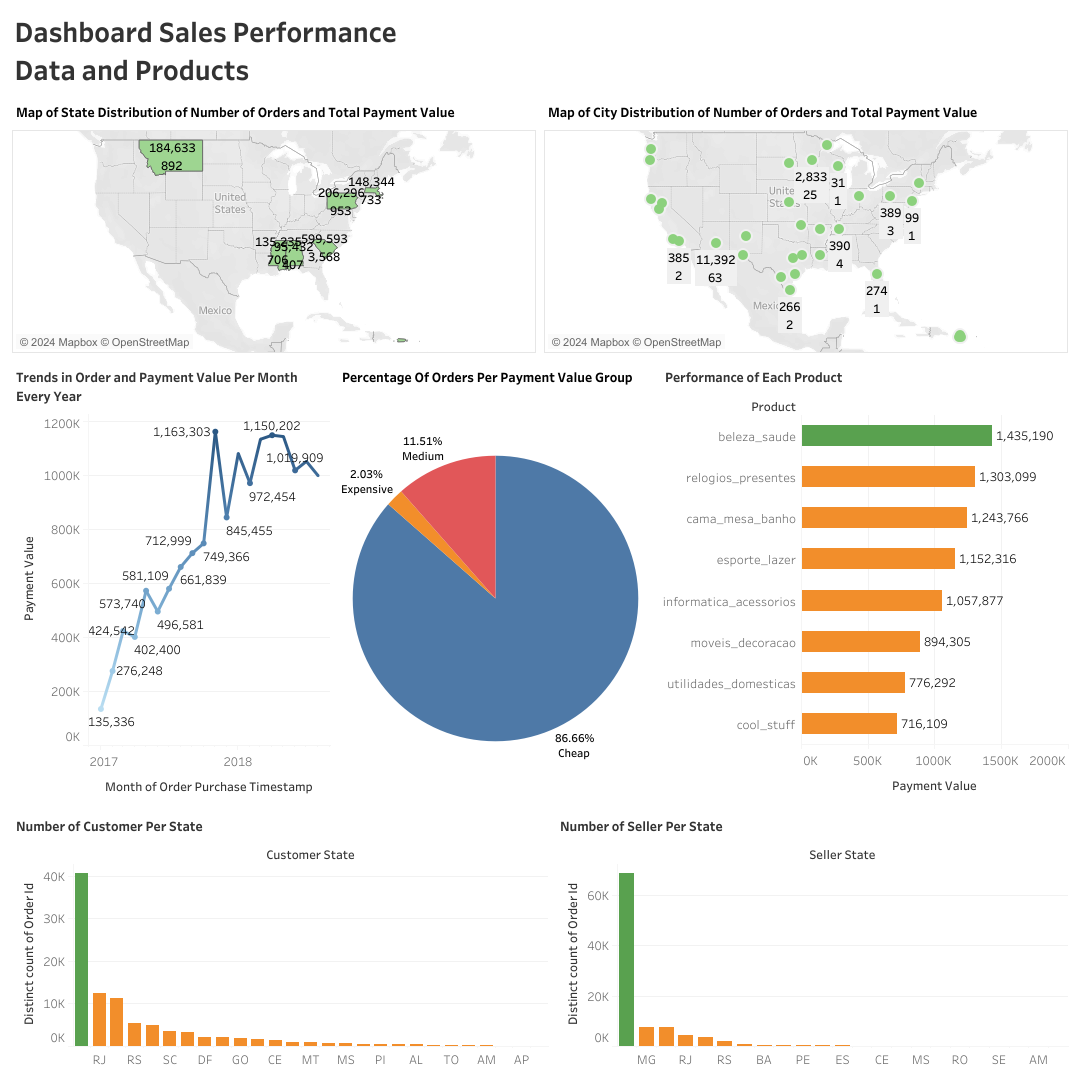 Dashboard Sales Performance
Data and Products
Map of State Distribution of Number of Orders and Total Payment Value
184,633
892
United
States
148,344
206,296
733
953
135,235
599,593
95,432
706
3,568
407
Mexico
© 2024 Mapbox © OpenStreetMap
Map of City Distribution of Number of Orders and Total Payment Value
2,833
25
31
1
389
3
99
1
390
4
385
2
11,392
63
274
1
266
2
© 2024 Mapbox © OpenStreetMap
Trends in Order and Payment Value Per Month
Every Year
Payment Value
1200K
1000K
800K
600K
400K
200K
0K
1,163,303
1,150,202
1,019,909
972,454
845,455
712,999
749,366
581,109
661,839
573,740
496,581
424,542
402,400
276,248
135,336
2017
2018
Month of Order Purchase Timestamp
Percentage Of Orders Per Payment Value Group
11.51%
Medium
2.03%
Expensive
86.66%
Cheap
Performance of Each Product
Product
beleza_saude 1,435,190
relogios_presentes 1,303,099
cama_mesa_banho 1,243,766
esporte_lazer 1,152,316
informatica_acessorios 1,057,877
moveis_decoracao 894,305
utilidades_domesticas 776,292
cool_stuff 716,109
0K 500K 1000K 1500K 2000K
Payment Value
Number of Customer Per State
Customer State
Distinct count of Order Id
40K
30K
20K
10K
0K
RJ RS SC DF GO CE MT MS PI AL TO AM AP
Number of Seller Per State
Seller State
Distinct count of Order Id
60K
40K
20K
0K
MG RJ RS BA PE ES CE MS RO SE AM